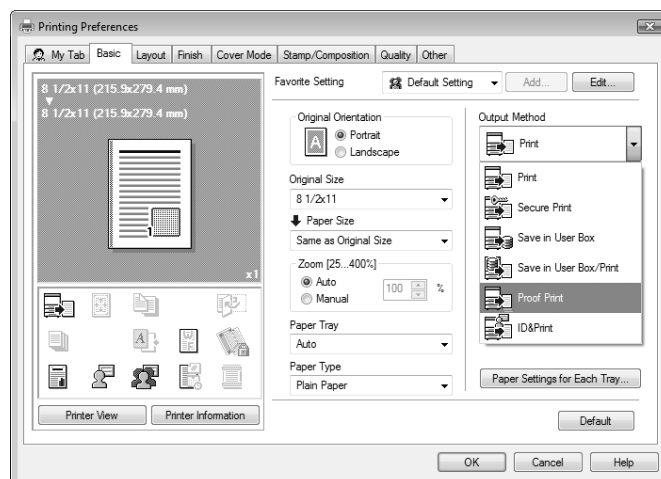 Printing Preferences
My Tab Basic Layout Finish Cover Mode Stamp/Composition Quality Other
8 1/2x11 (215.9x279.4 mm)
8 1/2x11 (215.9x279.4 mm)
1
x1
Printer View Printer Information
Favorite Setting Default Setting Add... Edit...
Original Orientation
A Portrait
Landscape
Original Size
8 1/2x11
Paper Size
Same as Original Size
Zoom [25...400%]
Auto
Manual 100 %
Paper Tray
Auto
Paper Type
Plain Paper
Output Method
Print
Print
Secure Print
Save in User Box
Save in User Box/Print
Proof Print
ID&Print
Paper Settings for Each Tray...
Default
OK Cancel Help